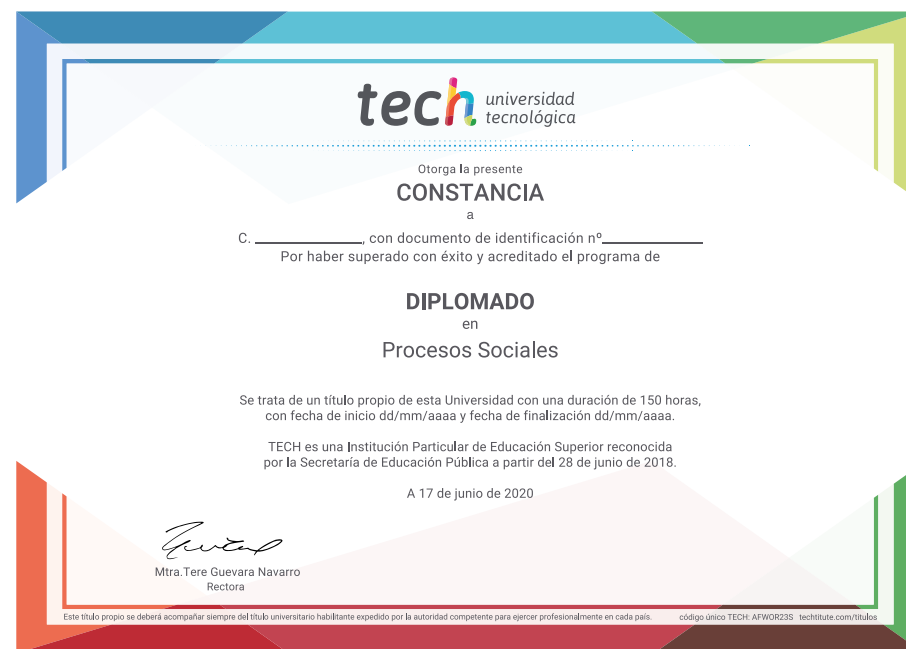 tech universidad
tecnológica
Otorga la presente
CONSTANCIA
a
C. ____________, con documento de identificación nº____________
Por haber superado con éxito y acreditado el programa de
DIPLOMADO
en
Procesos Sociales
Se trata de un título propio de esta Universidad con una duración de 150 horas,
con fecha de inicio dd/mm/aaaa y fecha de finalización dd/mm/aaaa.
TECH es una Institución Particular de Educación Superior reconocida
por la Secretaría de Educación Pública a partir del 28 de junio de 2018.
A 17 de junio de 2020
Mtra.Tere Guevara Navarro
Rectora
Este título propio se deberá acompañar siempre del título universitario habilitante expedido por la autoridad competente para ejercer profesionalmente en cada país. código único TECH: AFWOR23S techtitute.com/titulos